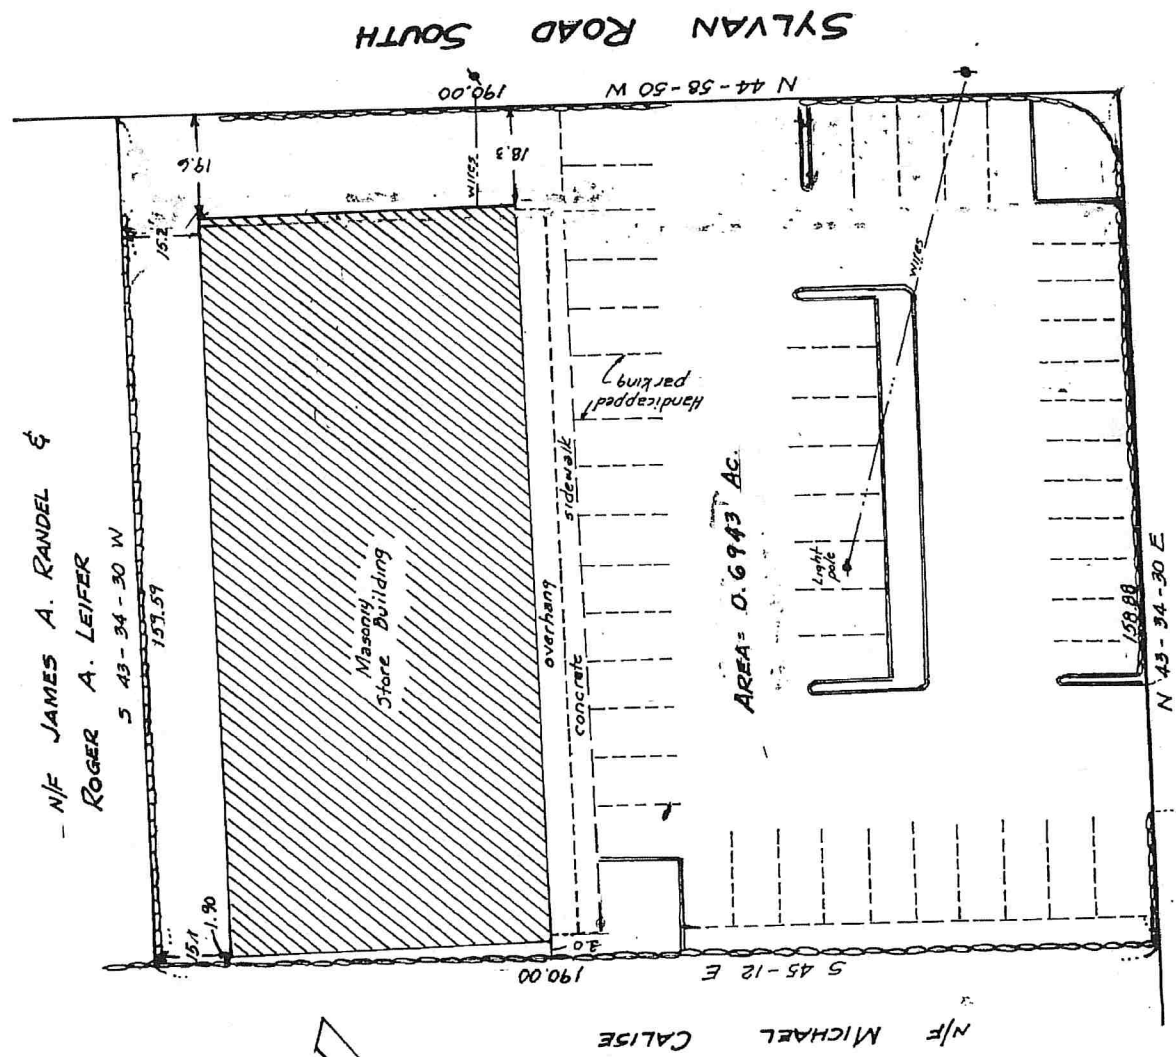 SYLVAN ROAD SOUTH
N 44-58-50 W
190.00
19.6
18.3
wires
15.2
wires
N/F JAMES A. RANDEL &
ROGER A. LEIFER
S 43-34-30 W
159.59
Handicapped
parking
Masonry
Store Building
overhang
concrete sidewalk
AREA = 0.6943 AC.
Light
pole
158.88
N 43-34-30 E
15.1
1.90
2.0
190.00
S 45-12 E
N/F MICHAEL CALISE